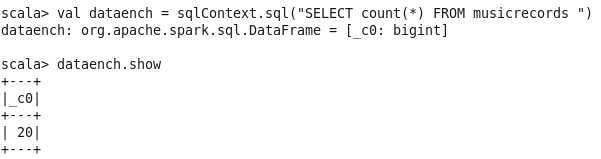 scala> val dataench = sqlContext.sql("SELECT count(*) FROM musicrecords ")
dataench: org.apache.spark.sql.DataFrame = [_c0: bigint]
scala> dataench.show
+---+
|_c0|
+---+
| 20|
+---+